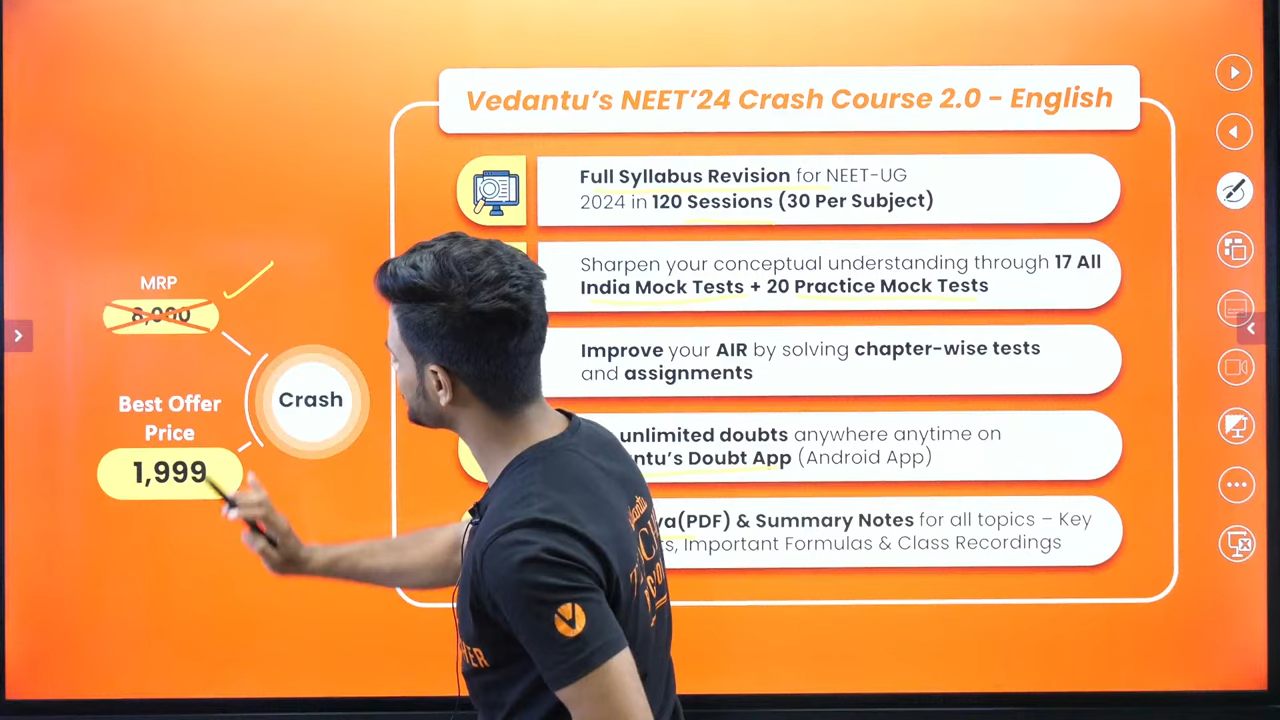 Vedantu's NEET'24 Crash Course 2.0 - English
Full Syllabus Revision for NEET-UG
2024 in 120 Sessions (30 Per Subject)
Sharpen your conceptual understanding through 17 All
India Mock Tests + 20 Practice Mock Tests
Improve your AIR by solving chapter-wise tests
and assignments
unlimited doubts anywhere anytime on
Doubt App (Android App)
(PDF) & Summary Notes for all topics – Key
Important Formulas & Class Recordings
MRP
8,990
Best Offer
Price
1,999
Crash